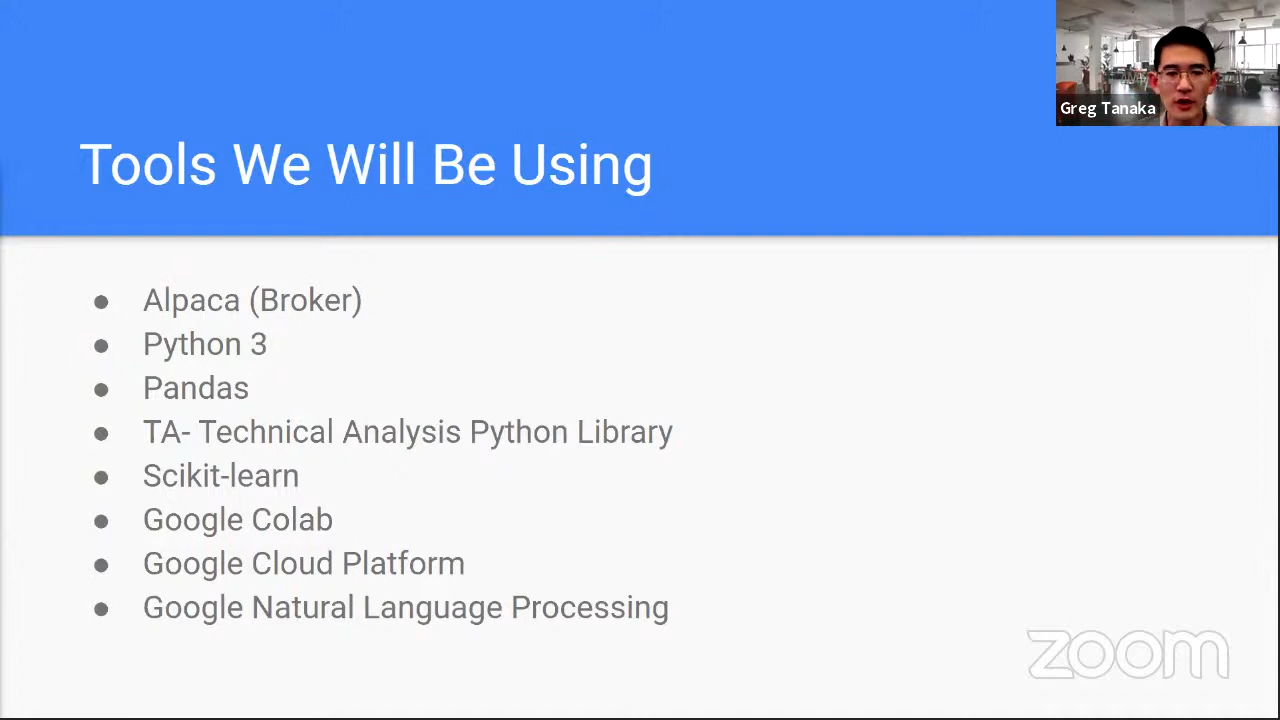 Greg Tanaka
Tools We Will Be Using
Alpaca (Broker)
Python 3
Pandas
TA- Technical Analysis Python Library
Scikit-learn
Google Colab
Google Cloud Platform
Google Natural Language Processing
zoom